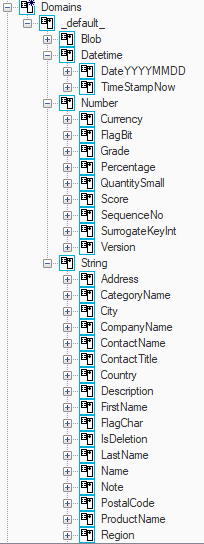 Domains
_default_
Blob
Datetime
DateYYYYMMDD
TimeStampNow
Number
Currency
FlagBit
Grade
Percentage
QuantitySmall
Score
SequenceNo
SurrogateKeyInt
Version
String
Address
CategoryName
City
CompanyName
ContactName
ContactTitle
Country
Description
FirstName
FlagChar
IsDeletion
LastName
Name
Note
PostalCode
ProductName
Region